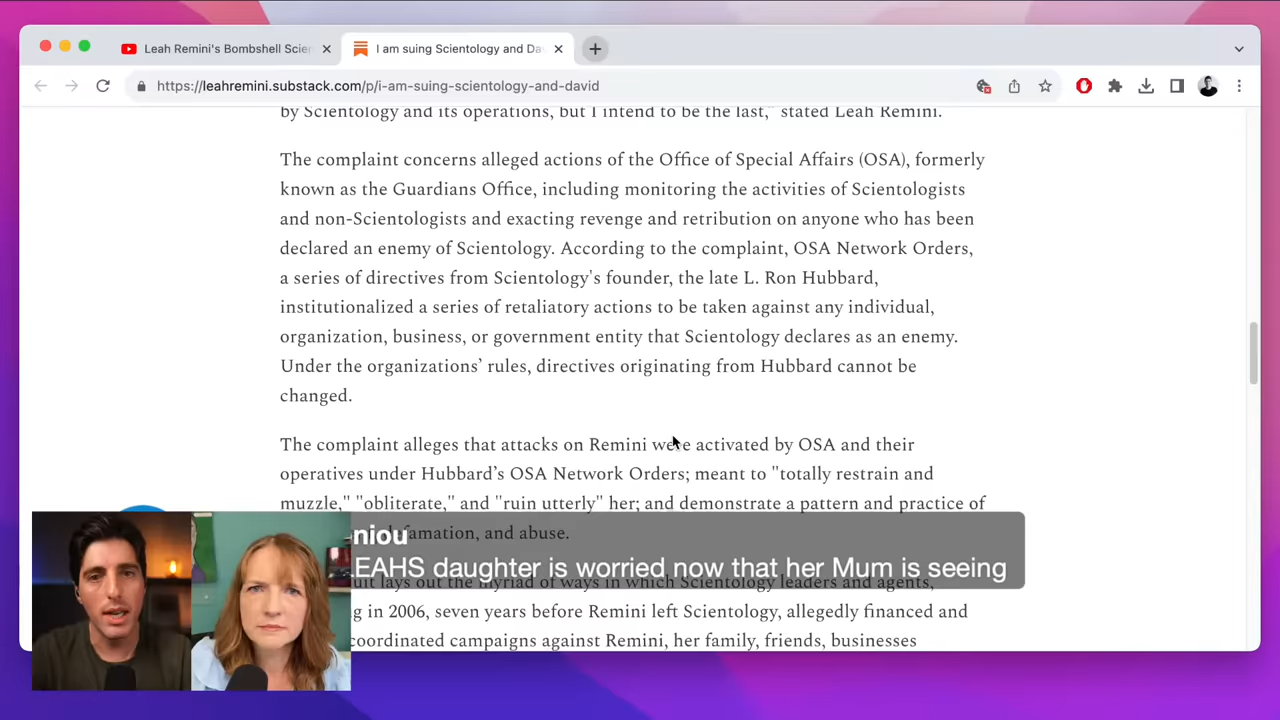 Leah Remini's Bombshell Scien
I am suing Scientology and Da
https://leahremini.substack.com/p/i-am-suing-scientology-and-david
by Scientology and its operations, but I intend to be the last," stated Leah Remini.
The complaint concerns alleged actions of the Office of Special Affairs (OSA), formerly
known as the Guardians Office, including monitoring the activities of Scientologists
and non-Scientologists and exacting revenge and retribution on anyone who has been
declared an enemy of Scientology. According to the complaint, OSA Network Orders,
a series of directives from Scientology's founder, the late L. Ron Hubbard,
institutionalized a series of retaliatory actions to be taken against any individual,
organization, business, or government entity that Scientology declares as an enemy.
Under the organizations' rules, directives originating from Hubbard cannot be
changed.
The complaint alleges that attacks on Remini were activated by OSA and their
operatives under Hubbard's OSA Network Orders; meant to "totally restrain and
muzzle," "obliterate," and "ruin utterly" her; and demonstrate a pattern and practice of
famation, and abuse.
niou
EAHS daughter is worried now that her Mum is seeing
uit lays out the myriad of ways in which Scientology leaders and agents,
g in 2006, seven years before Remini left Scientology, allegedly financed and
coordinated campaigns against Remini, her family, friends, businesses